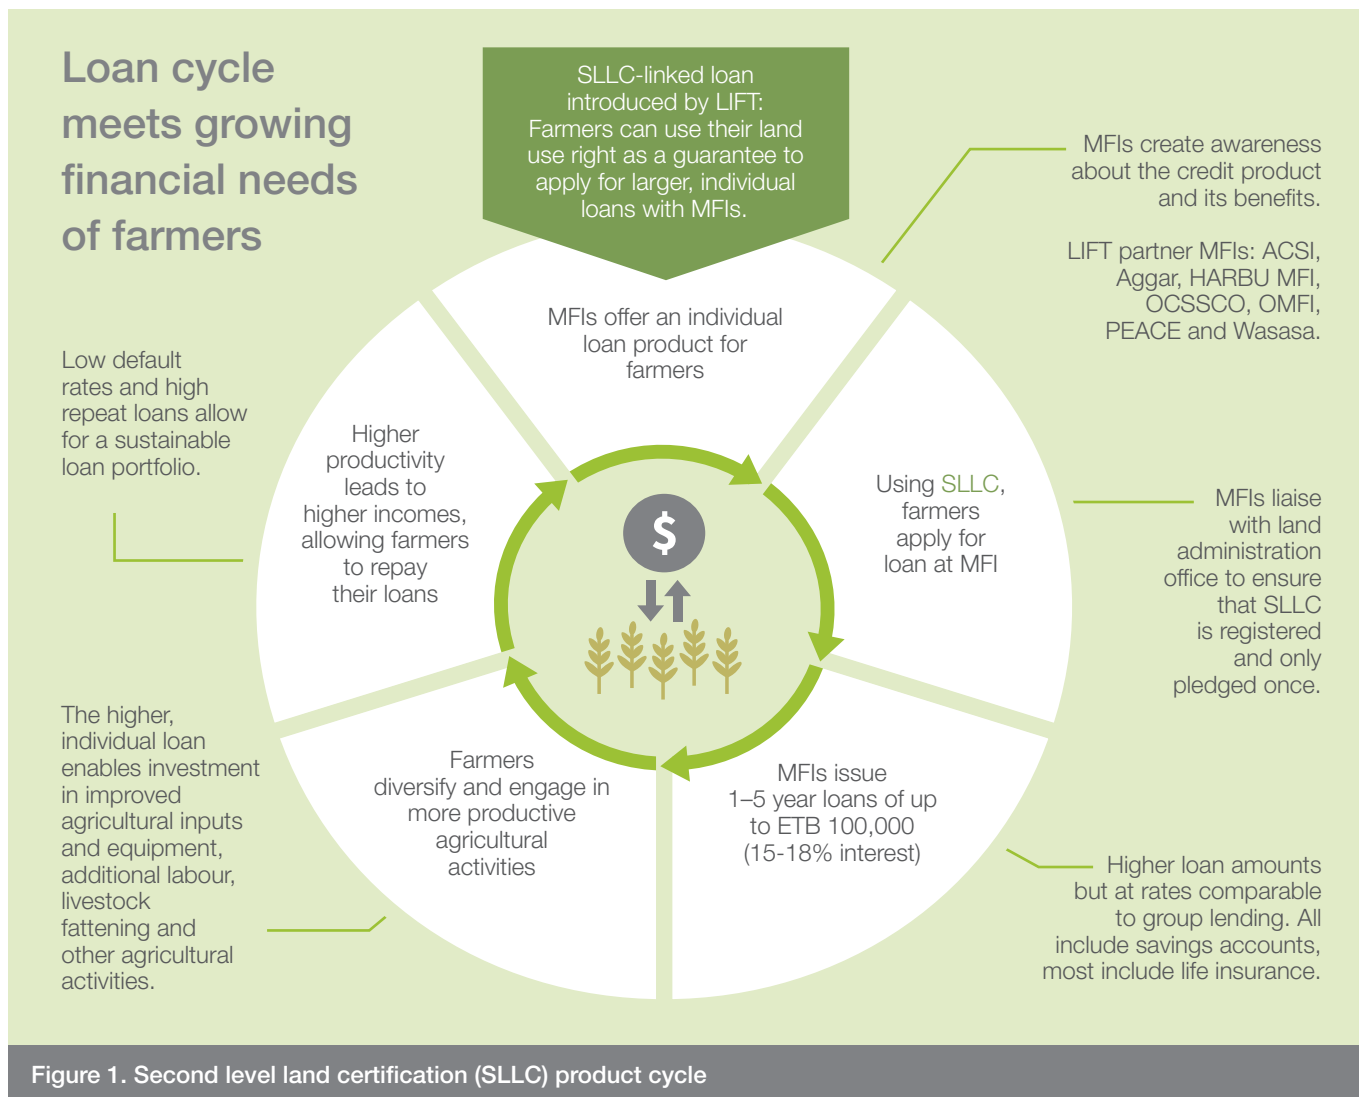 Loan cycle
meets growing
financial needs
of farmers
SLLC-linked loan
introduced by LIFT:
Farmers can use their land
use right as a guarantee to
apply for larger, individual
loans with MFIs.
MFIs offer an individual
loan product for
farmers
MFIs create awareness
about the credit product
and its benefits.
LIFT partner MFIs: ACSI,
Aggar, HARBU MFI,
OCSSCO, OMFI,
PEACE and Wasasa.
Using SLLC,
farmers
apply for
loan at MFI
MFIs liaise
with land
administration
office to ensure
that SLLC
is registered
and only
pledged once.
MFIs issue
1–5 year loans of up
to ETB 100,000
(15-18% interest)
Higher loan amounts
but at rates comparable
to group lending. All
include savings accounts,
most include life insurance.
Farmers
diversify and engage in
more productive
agricultural
activities
The higher,
individual loan
enables investment
in improved
agricultural inputs
and equipment,
additional labour,
livestock
fattening and
other agricultural
activities.
Higher
productivity
leads to
higher incomes,
allowing farmers
to repay
their loans
Low default
rates and high
repeat loans allow
for a sustainable
loan portfolio.
$
Figure 1. Second level land certification (SLLC) product cycle